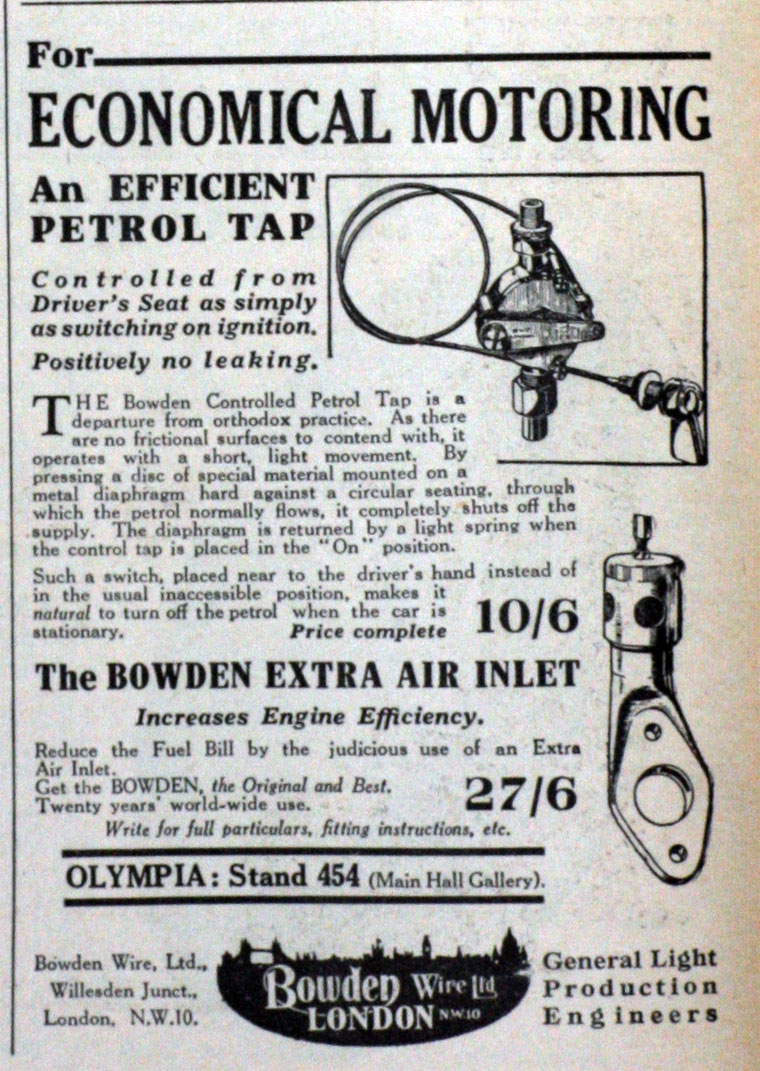 For
ECONOMICAL MOTORING
An EFFICIENT
PETROL TAP
Controlled from
Driver's Seat as simply
as switching on ignition.
Positively no leaking.
THE Bowden Controlled Petrol Tap is a
departure from orthodox practice. As there
are no frictional surfaces to contend with, it
operates with a short, light movement. By
pressing a disc of special material mounted on a
metal diaphragm hard against a circular seating, through
which the petrol normally flows, it completely shuts off the
supply. The diaphragm is returned by a light spring when
the control tap is placed in the "On" position.
Such a switch, placed near to the driver's hand instead of
in the usual inaccessible position, makes it
natural to turn off the petrol when the car is
stationary. Price complete 10/6
The BOWDEN EXTRA AIR INLET
Increases Engine Efficiency.
Reduce the Fuel Bill by the judicious use of an Extra
Air Inlet.
Get the BOWDEN, the Original and Best.
Twenty years' world-wide use. 27/6
Write for full particulars, fitting instructions, etc.
OLYMPIA: Stand 454 (Main Hall Gallery).
Bowden Wire, Ltd.,
Willesden Junct.,
London, N.W.10.
Bowden Wire Ltd
LONDON NW10
General Light
Production
Engineers